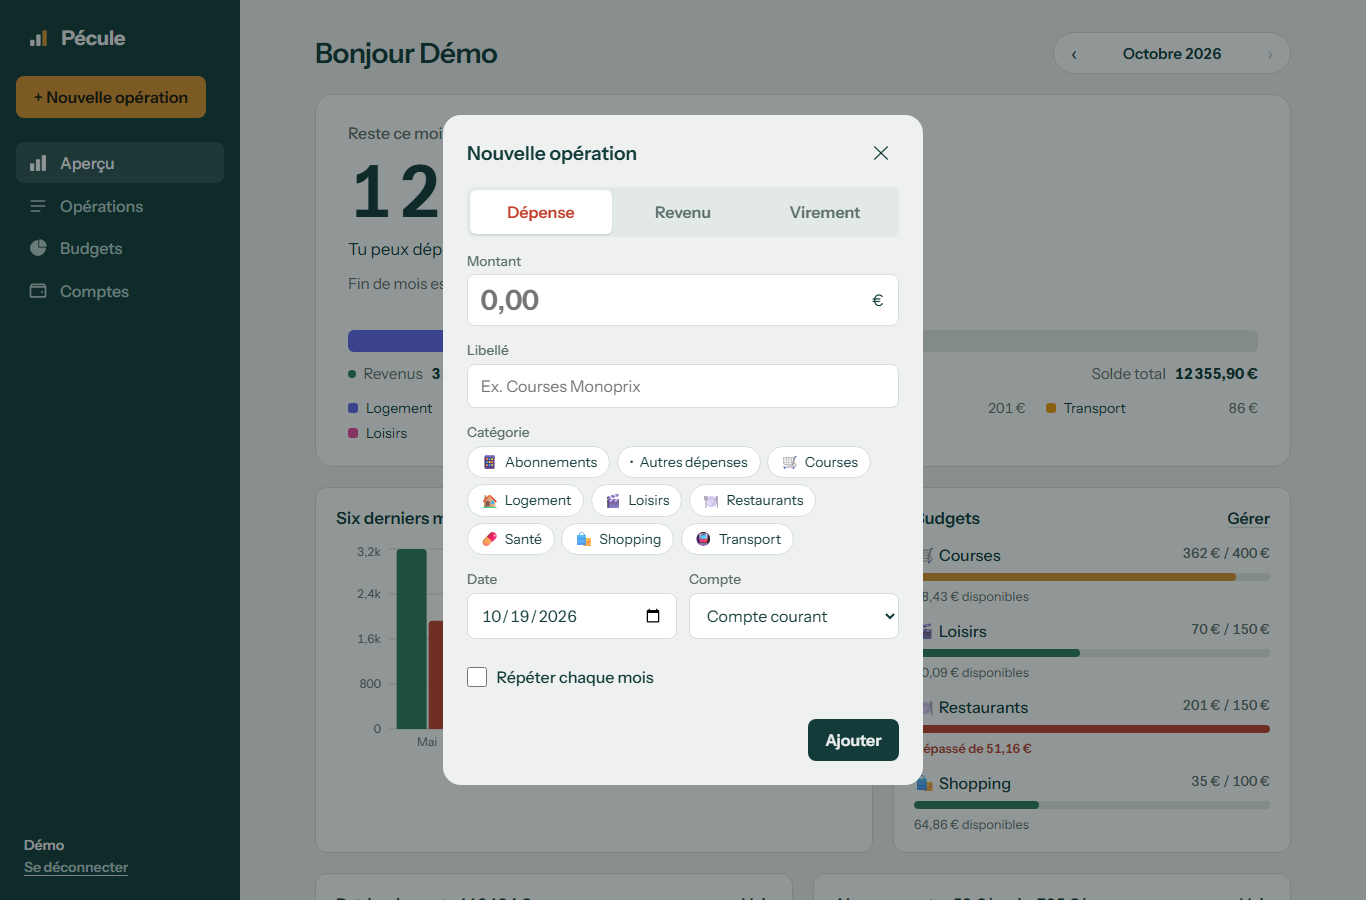 Pécule
+ Nouvelle opération
Aperçu
Opérations
Budgets
Comptes
Démo
Se déconnecter
Bonjour Démo
‹ Octobre 2026 ›
Reste ce moi
12
Tu peux dép
Fin de mois es
Revenus 3
Solde total 12 355,90 €
Logement
201 €
Transport 86 €
Loisirs
Six derniers m
3,2k
2,4k
1,6k
800
0
Mai
Nouvelle opération
Dépense Revenu Virement
Montant
0,00 €
Libellé
Ex. Courses Monoprix
Catégorie
Abonnements · Autres dépenses Courses
Logement Loisirs Restaurants
Santé Shopping Transport
Date Compte
10/19/2026 Compte courant
Répéter chaque mois
Ajouter
Budgets Gérer
Courses 362 € / 400 €
8,43 € disponibles
Loisirs 70 € / 150 €
0,09 € disponibles
Restaurants 201 € / 150 €
épassé de 51,16 €
Shopping 35 € / 100 €
64,86 € disponibles